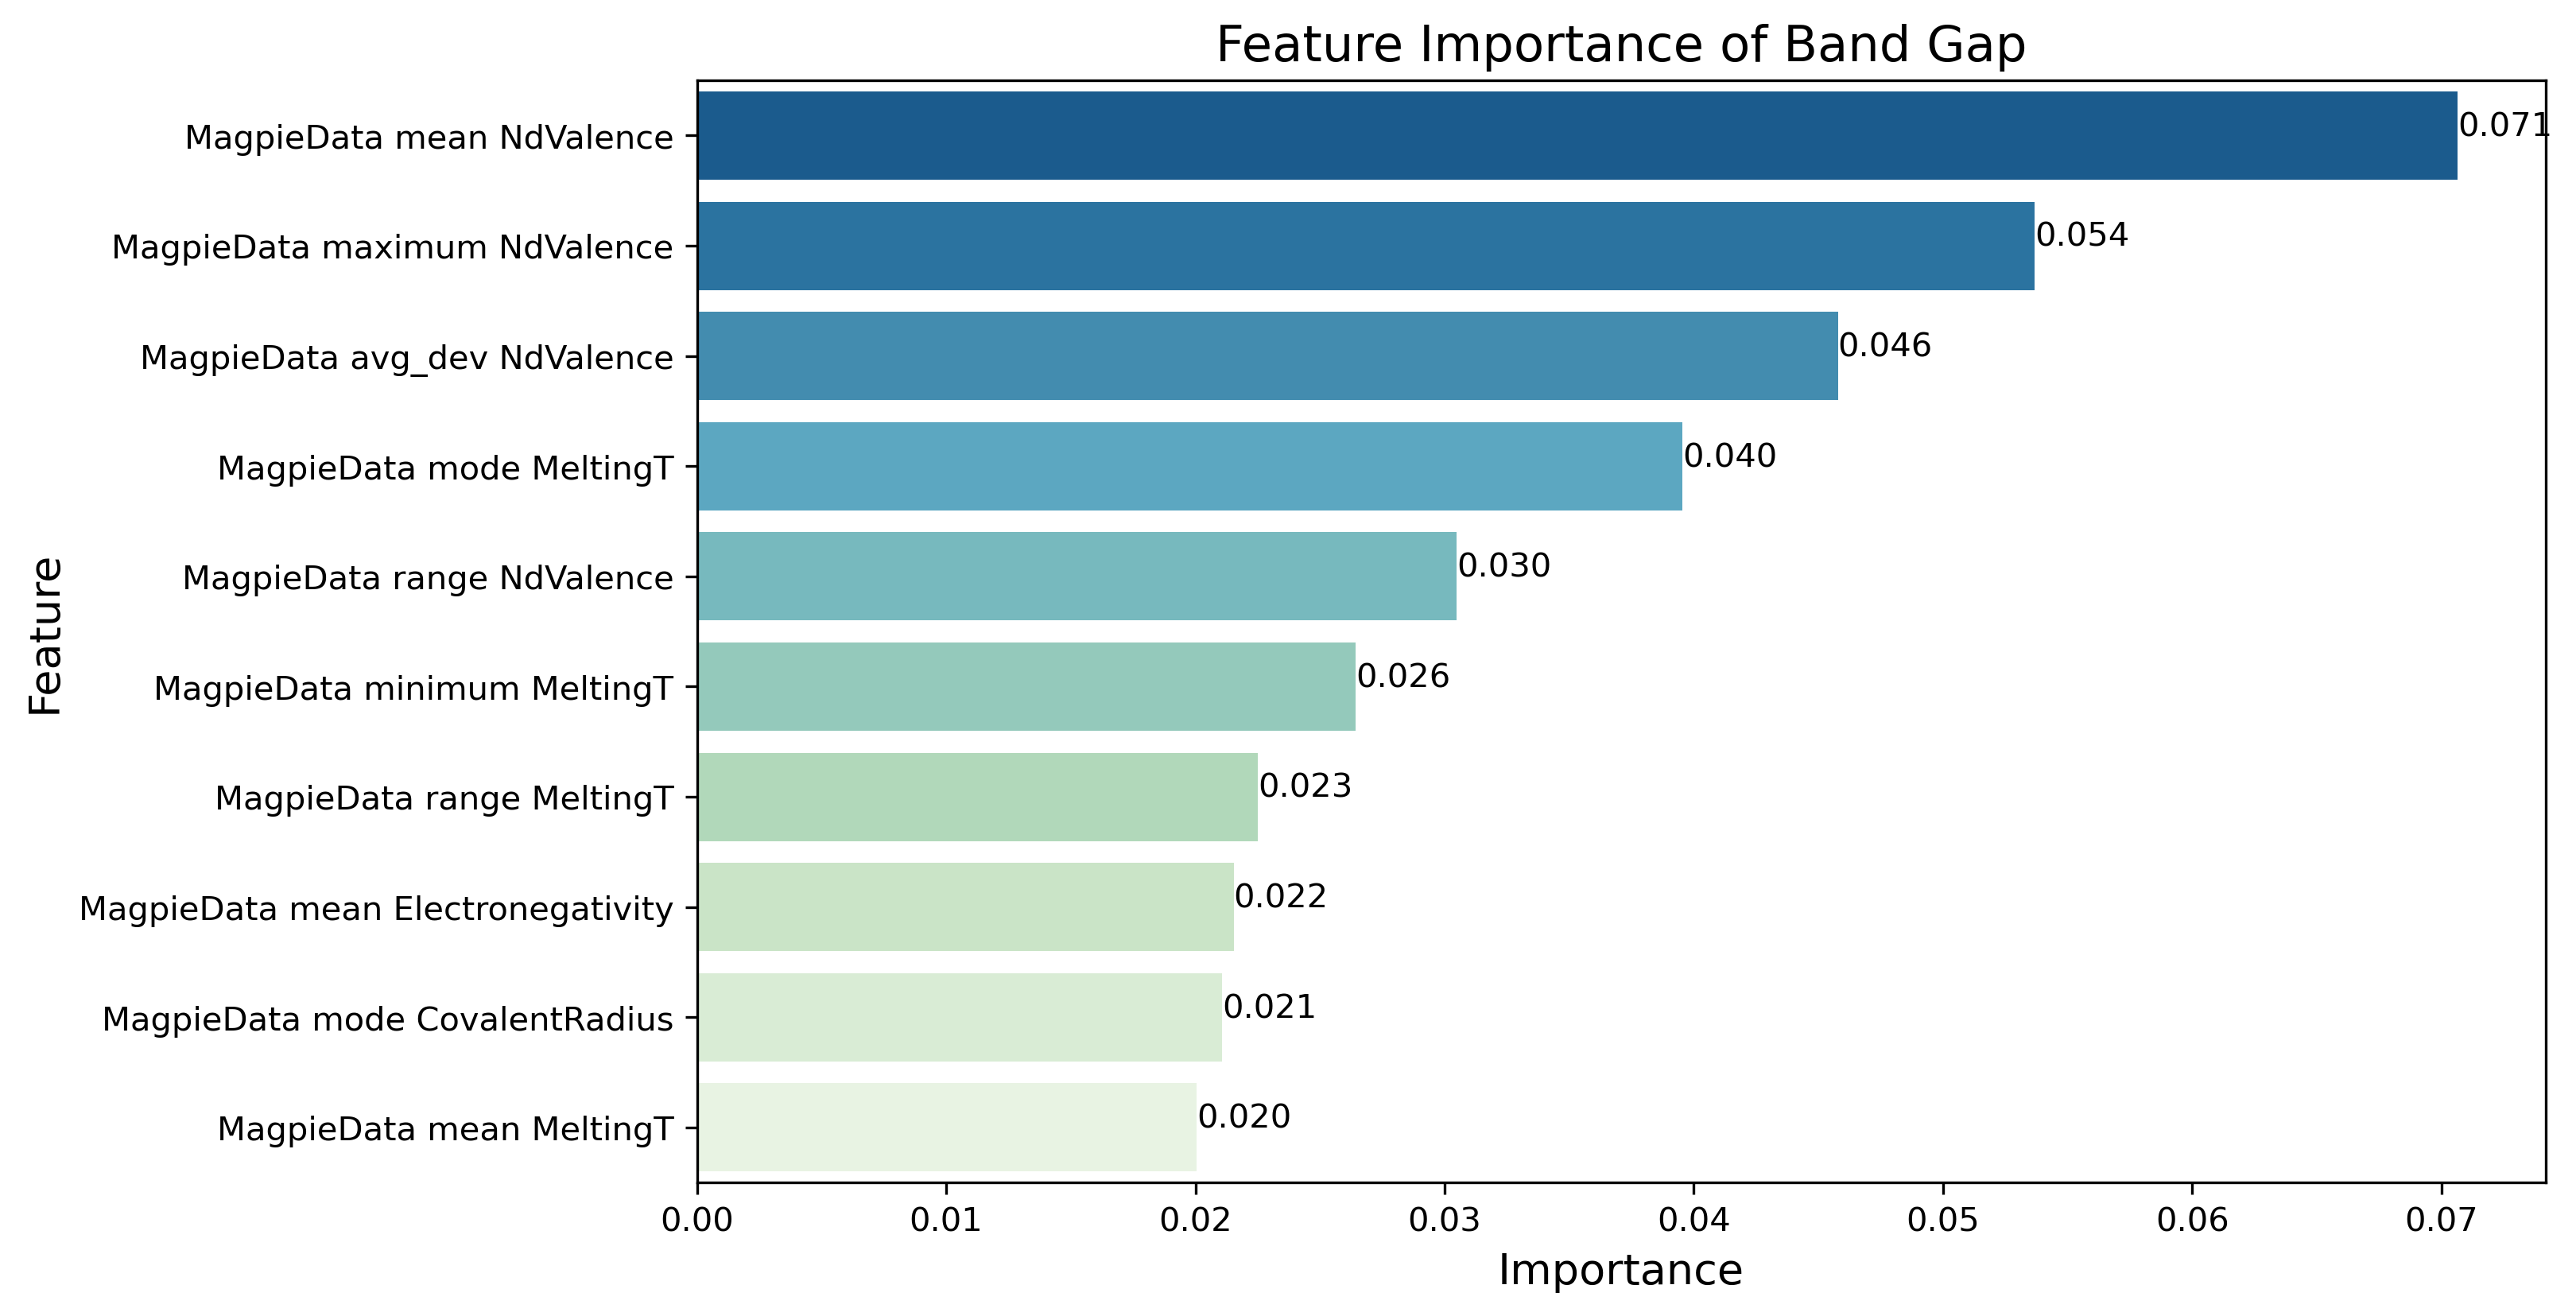 Feature Importance of Band Gap
MagpieData mean NdValence 0.071
MagpieData maximum NdValence 0.054
MagpieData avg_dev NdValence 0.046
MagpieData mode MeltingT 0.040
MagpieData range NdValence 0.030
MagpieData minimum MeltingT 0.026
MagpieData range MeltingT 0.023
MagpieData mean Electronegativity 0.022
MagpieData mode CovalentRadius 0.021
MagpieData mean MeltingT 0.020
Feature
0.00 0.01 0.02 0.03 0.04 0.05 0.06 0.07
Importance